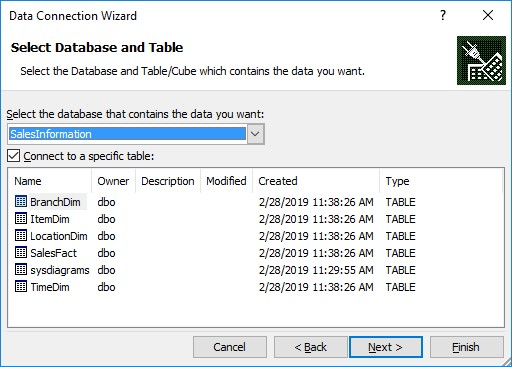 Data Connection Wizard ? ×
Select Database and Table
Select the Database and Table/Cube which contains the data you want.
Select the database that contains the data you want:
SalesInformation
Connect to a specific table:
Name Owner Description Modified Created Type
BranchDim dbo 2/28/2019 11:38:26 AM TABLE
ItemDim dbo 2/28/2019 11:38:26 AM TABLE
LocationDim dbo 2/28/2019 11:38:26 AM TABLE
SalesFact dbo 2/28/2019 11:38:26 AM TABLE
sysdiagrams dbo 2/28/2019 11:29:55 AM TABLE
TimeDim dbo 2/28/2019 11:38:26 AM TABLE
Cancel < Back Next > Finish